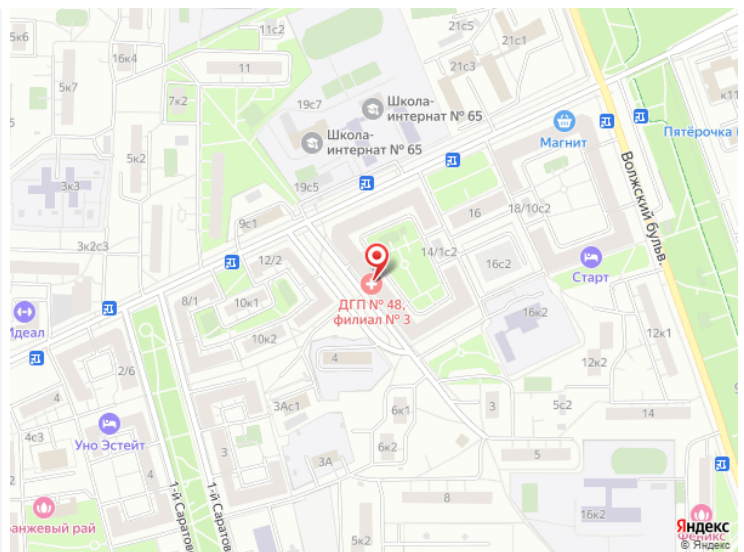 5к6
11с2
21с5
21с1
16к4
5к7
11
21с3
7к2
19с7
Школа-
интернат № 65
к11
Школа-
интернат № 65
Магнит
Пятёрочка
5к2
3к3
19с5
Волжский бульв.
9с1
16
18/10с2
3к2с3
12/2
14/1с2
16с2
Старт
8/1
10к1
ДГП № 48,
филиал № 3
Идеал
10к2
4
16к2
12к1
12к2
2/6
3Ас1
4
6к1
3
5с2
14
Уно Эстейт
4с3
6к2
3А
5
4
1-й Сарато
1-й Сарато
8
16к2
анжевый рай
5к2
Феникс
Яндекс
© Яндекс